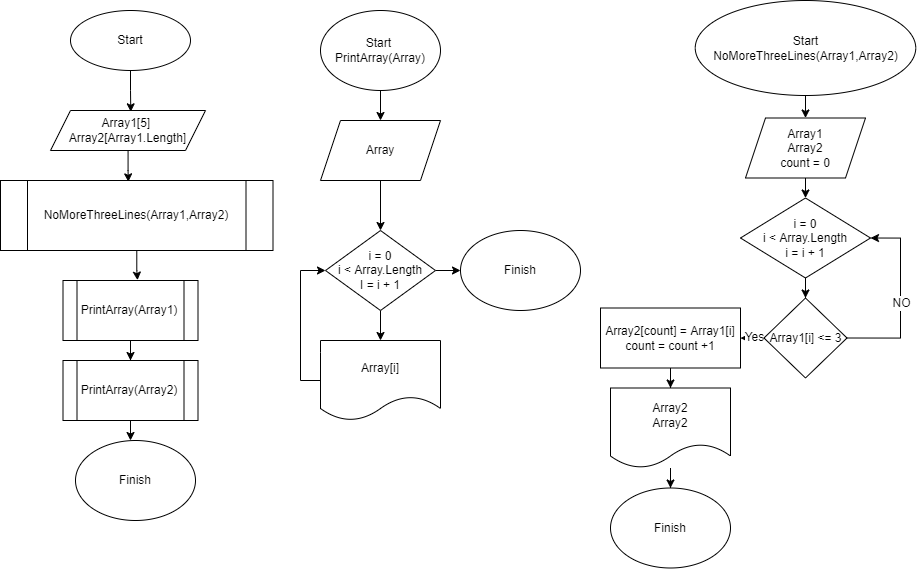 Start
Array1[5]
Array2[Array1.Length]
NoMoreThreeLines(Array1,Array2)
PrintArray(Array1)
PrintArray(Array2)
Finish
Start
PrintArray(Array)
Array
i = 0
i < Array.Length
I = i + 1
Finish
Array[i]
Start
NoMoreThreeLines(Array1,Array2)
Array1
Array2
count = 0
i = 0
i < Array.Length
i = i + 1
NO
Array1[i] <= 3
Yes
Array2[count] = Array1[i]
count = count +1
Array2
Array2
Finish